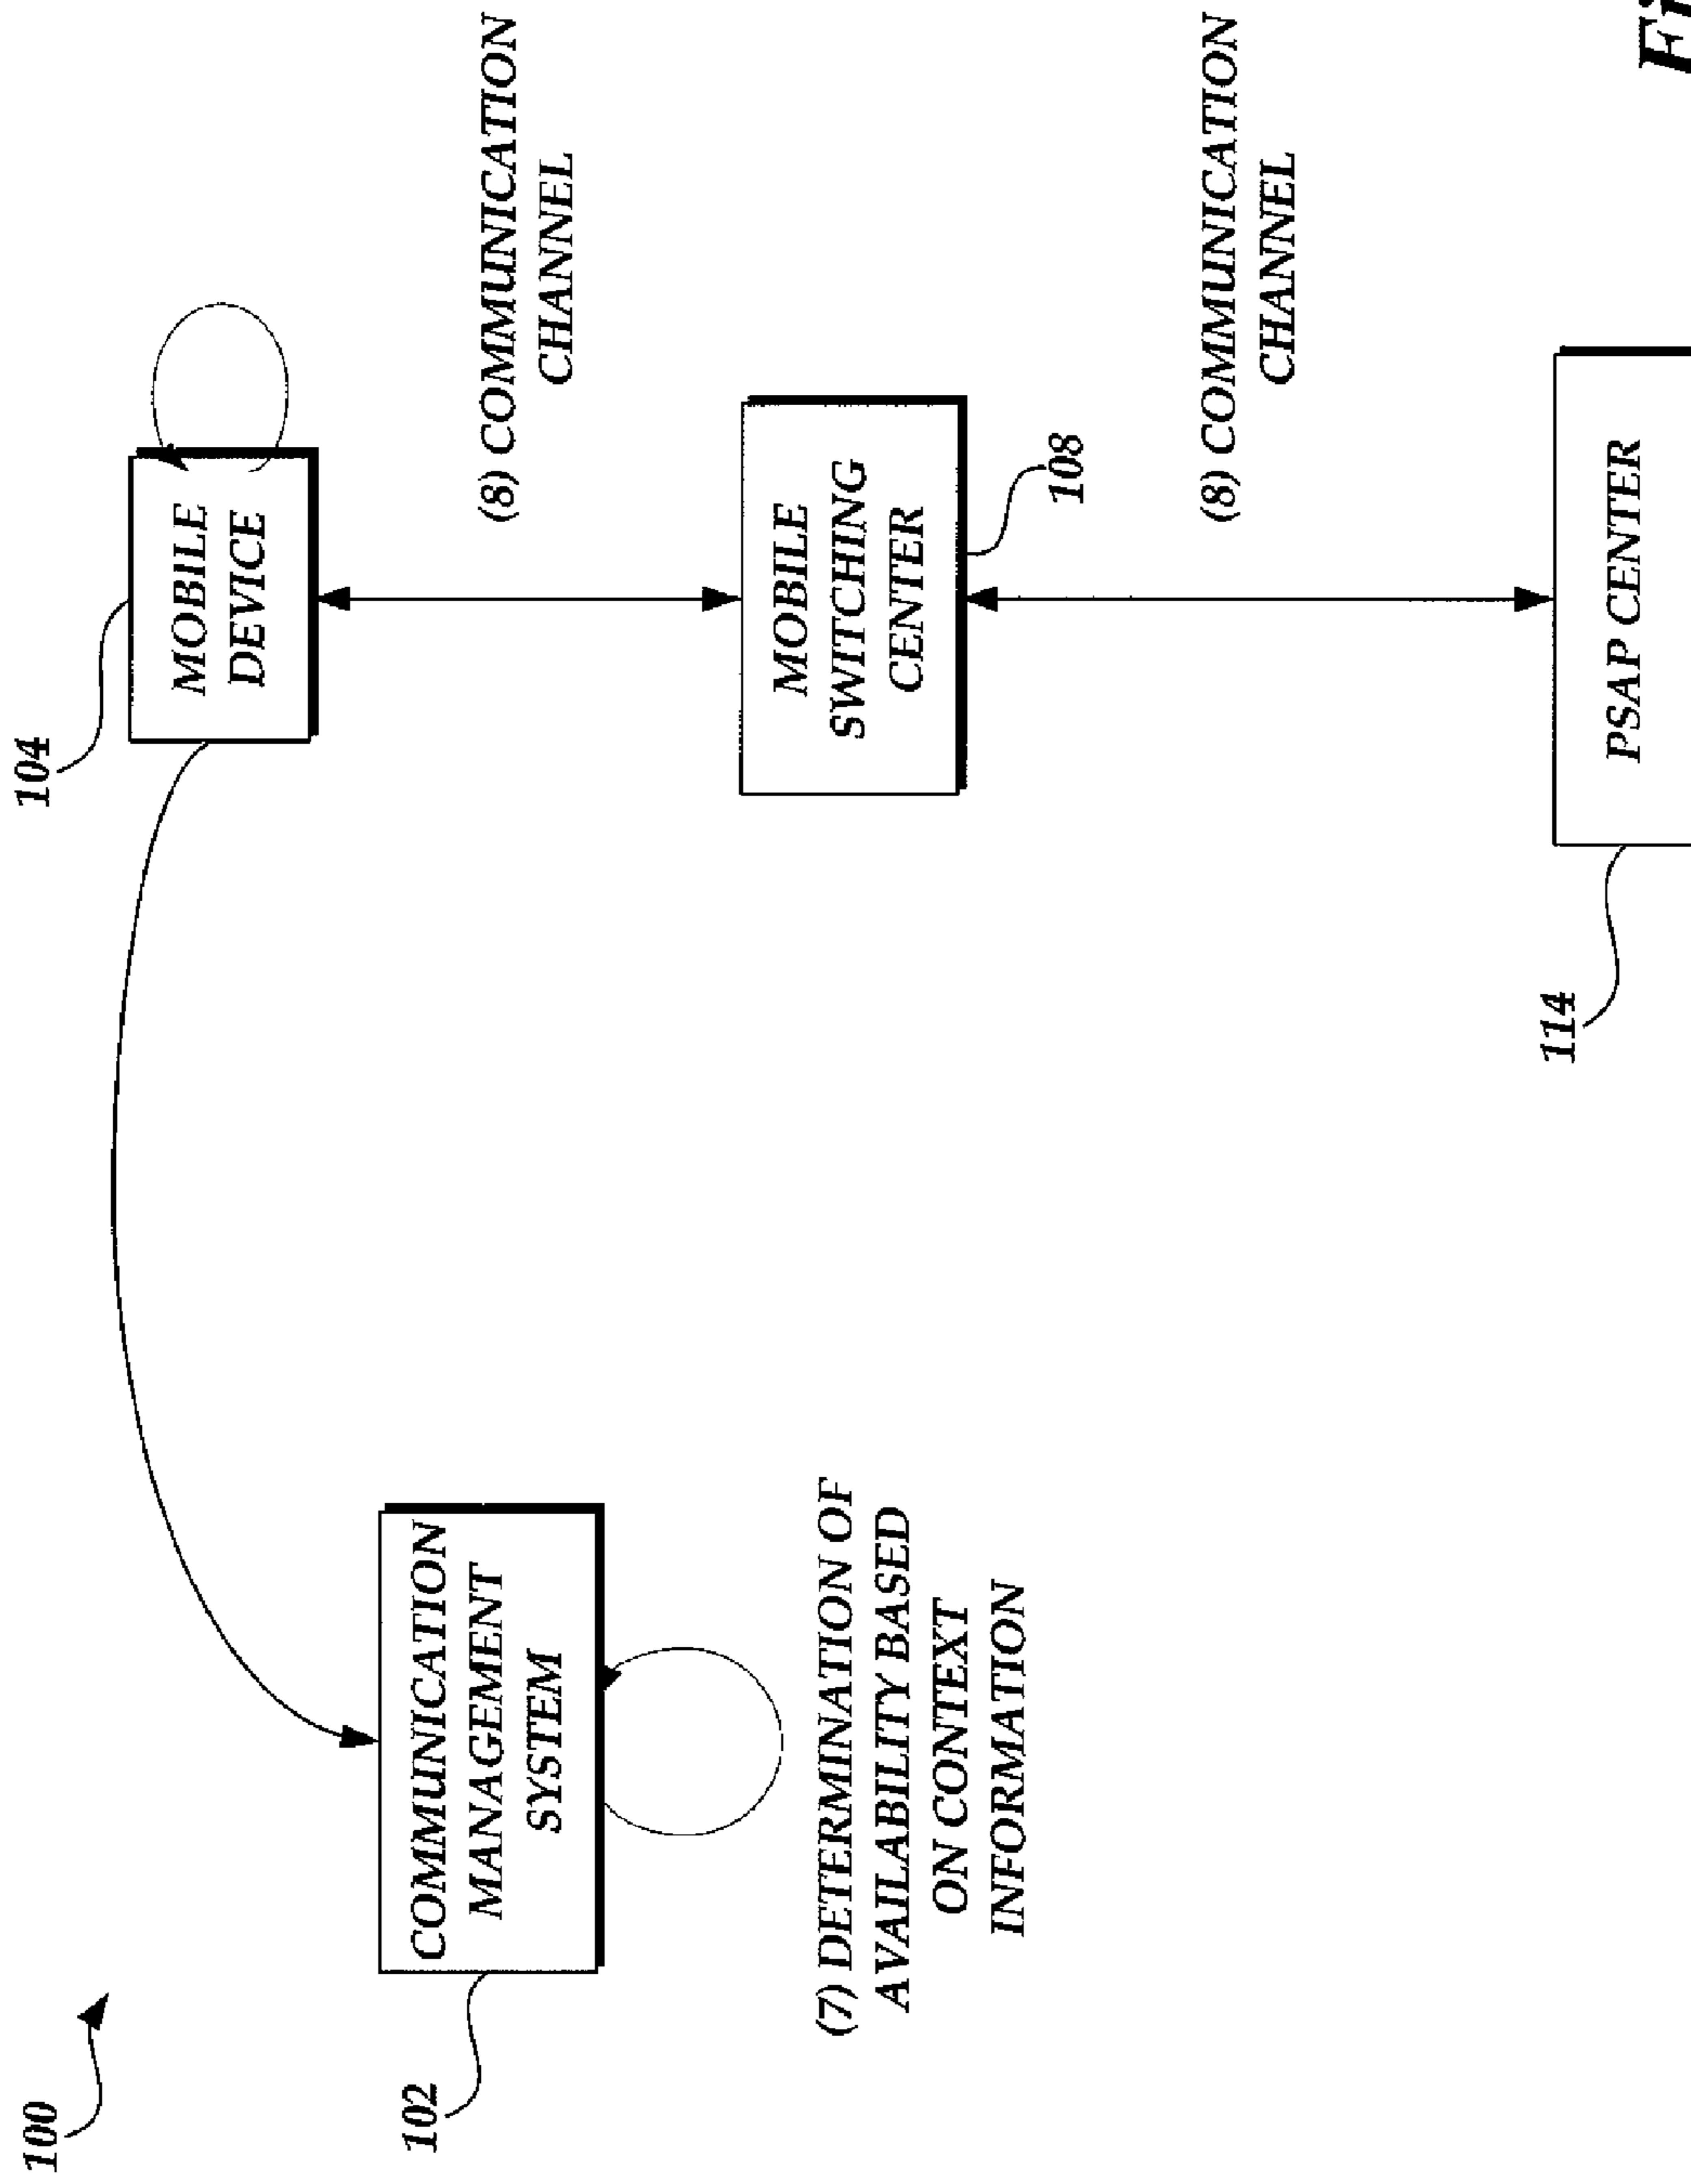 100
104
102
COMMUNICATION
MANAGEMENT
SYSTEM
MOBILE
DEVICE
(7) DETERMINATION OF
AVAILABILITY BASED
ON CONTEXT
INFORMATION
(8) COMMUNICATION
CHANNEL
MOBILE
SWITCHING
CENTER
108
(8) COMMUNICATION
CHANNEL
114
PSAP CENTER